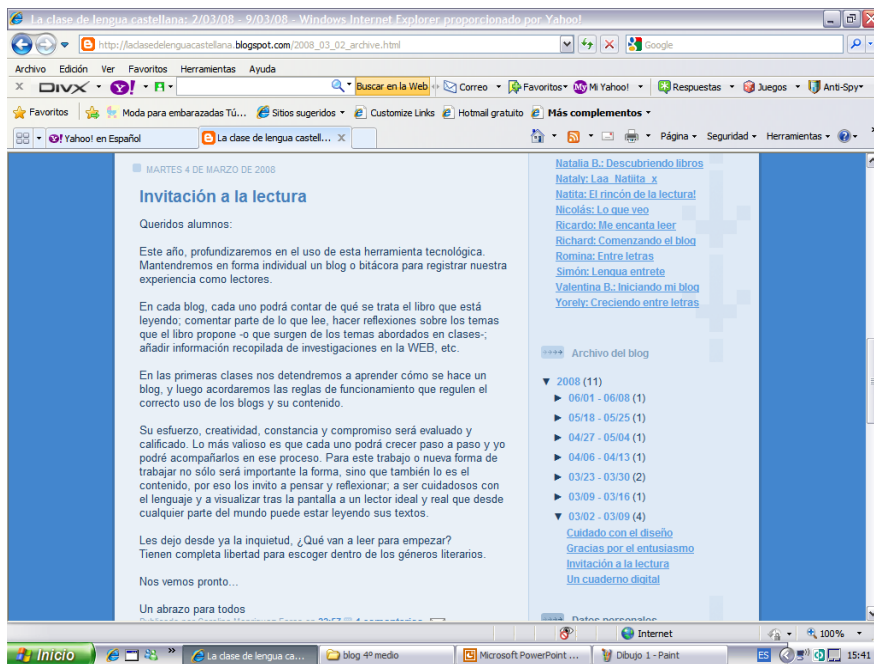 La clase de lengua castellana: 2/03/08 - 9/03/08 - Windows Internet Explorer proporcionado por Yahoo!
http://laclasedelenguacastellana.blogspot.com/2008_03_02_archive.html
Google
Archivo Edición Ver Favoritos Herramientas Ayuda
X DIVX Y! Buscar en la Web Correo Favoritos My Mi Yahoo! Respuestas Juegos Anti-Spy
Favoritos Moda para embarazadas Tú... Sitios sugeridos Customize Links Hotmail gratuito Más complementos
Yahoo! en Español La clase de lengua castell... X Página Seguridad Herramientas
MARTES 4 DE MARZO DE 2008
Invitación a la lectura
Queridos alumnos:
Este año, profundizaremos en el uso de esta herramienta tecnológica.
Mantendremos en forma individual un blog o bitácora para registrar nuestra
experiencia como lectores.
En cada blog, cada uno podrá contar de qué se trata el libro que está
leyendo; comentar parte de lo que lee, hacer reflexiones sobre los temas
que el libro propone -o que surgen de los temas abordados en clases-;
añadir información recopilada de investigaciones en la WEB, etc.
En las primeras clases nos detendremos a aprender cómo se hace un
blog, y luego acordaremos las reglas de funcionamiento que regulen el
correcto uso de los blogs y su contenido.
Su esfuerzo, creatividad, constancia y compromiso será evaluado y
calificado. Lo más valioso es que cada uno podrá crecer paso a paso y yo
podré acompañarlos en ese proceso. Para este trabajo o nueva forma de
trabajar no sólo será importante la forma, sino que también lo es el
contenido, por eso los invito a pensar y reflexionar; a ser cuidadosos con
el lenguaje y a visualizar tras la pantalla a un lector ideal y real que desde
cualquier parte del mundo puede estar leyendo sus textos.
Les dejo desde ya la inquietud, ¿Qué van a leer para empezar?
Tienen completa libertad para escoger dentro de los géneros literarios.
Nos vemos pronto...
Un abrazo para todos
Natalia B.: Descubriendo libros
Nataly: Laa_Natiita_x
Natita: El rincón de la lectura!
Nicolás: Lo que veo
Ricardo: Me encanta leer
Richard: Comenzando el blog
Romina: Entre letras
Simón: Lengua entrete
Valentina B.: Iniciando mi blog
Yorely: Creciendo entre letras
Archivo del blog
▼ 2008 (11)
► 06/01 - 06/08 (1)
► 05/18 - 05/25 (1)
► 04/27 - 05/04 (1)
► 04/06 - 04/13 (1)
► 03/23 - 03/30 (2)
► 03/09 - 03/16 (1)
▼ 03/02 - 03/09 (4)
Cuidado con el diseño
Gracias por el entusiasmo
Invitación a la lectura
Un cuaderno digital
Datos personales
Internet 100%
Inicio La clase de lengua ca... blog 4º medio Microsoft PowerPoint ... Dibujo 1 - Paint ES 15:41